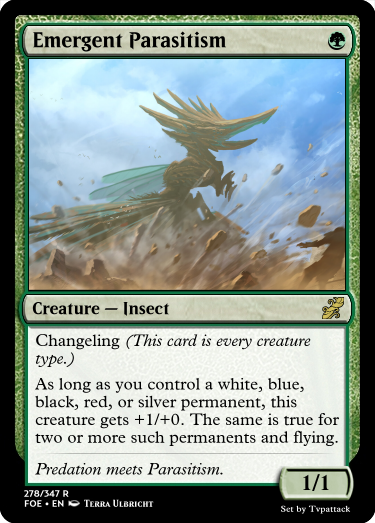 Emergent Parasitism
Creature — Insect
Changeling (This card is every creature
type.)
As long as you control a white, blue,
black, red, or silver permanent, this
creature gets +1/+0. The same is true for
two or more such permanents and flying.
Predation meets Parasitism.
1/1
278/347 R
FOE • EN Terra Ulbricht
Set by Tvpattack